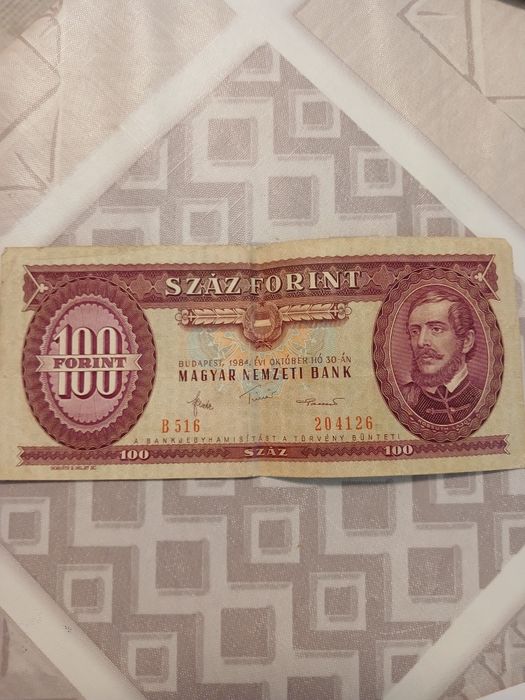 SZÁZ FORINT
100
FORINT
BUDAPEST, 1984. ÉVI OKTÓBER HÓ 30-ÁN
MAGYAR NEMZETI BANK
B 516 204126
A BANKJEGYHAMISÍTÁST A TÖRVÉNY BÜNTETI
100 SZÁZ 100